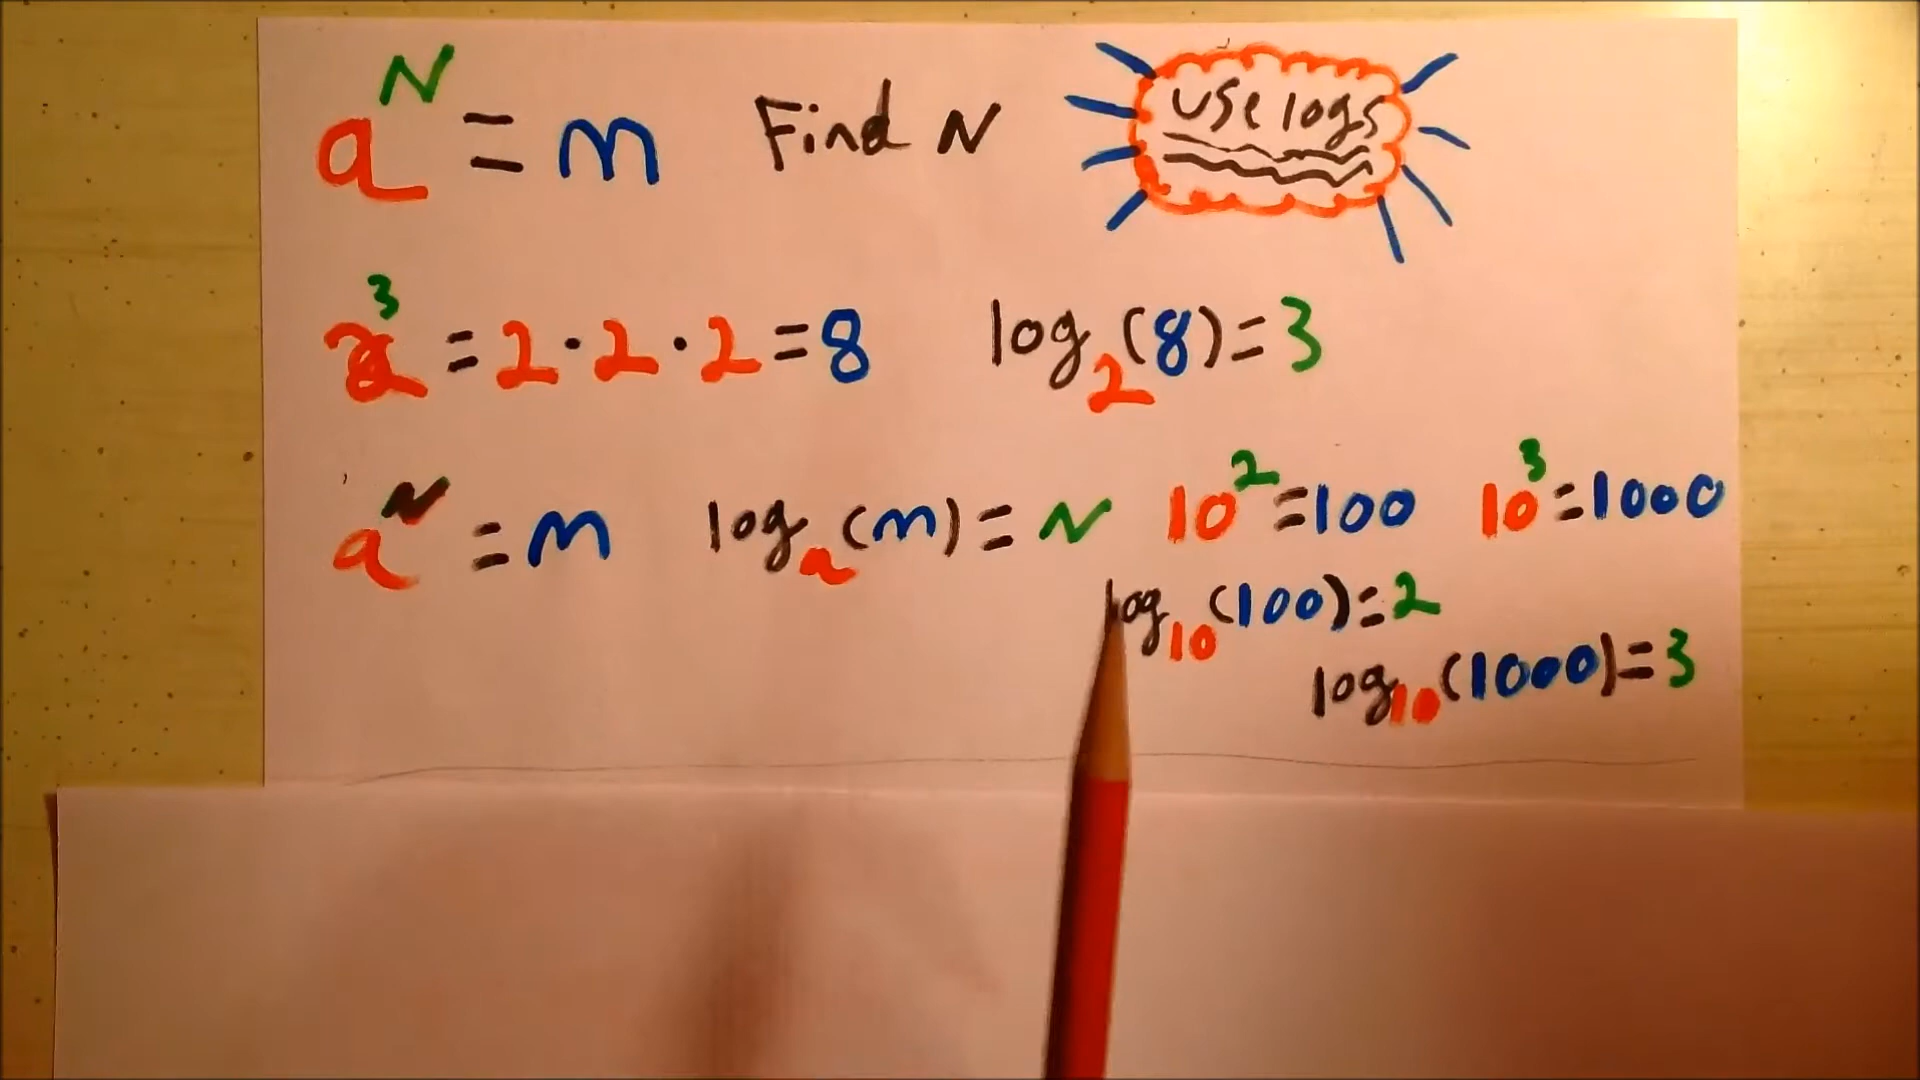 a^N = m Find N use logs
2^3 = 2 · 2 · 2 = 8 log_2(8) = 3
a^N = m log_a(m) = N 10^2 = 100 10^3 = 1000
log_10(100) = 2
log_10(1000) = 3